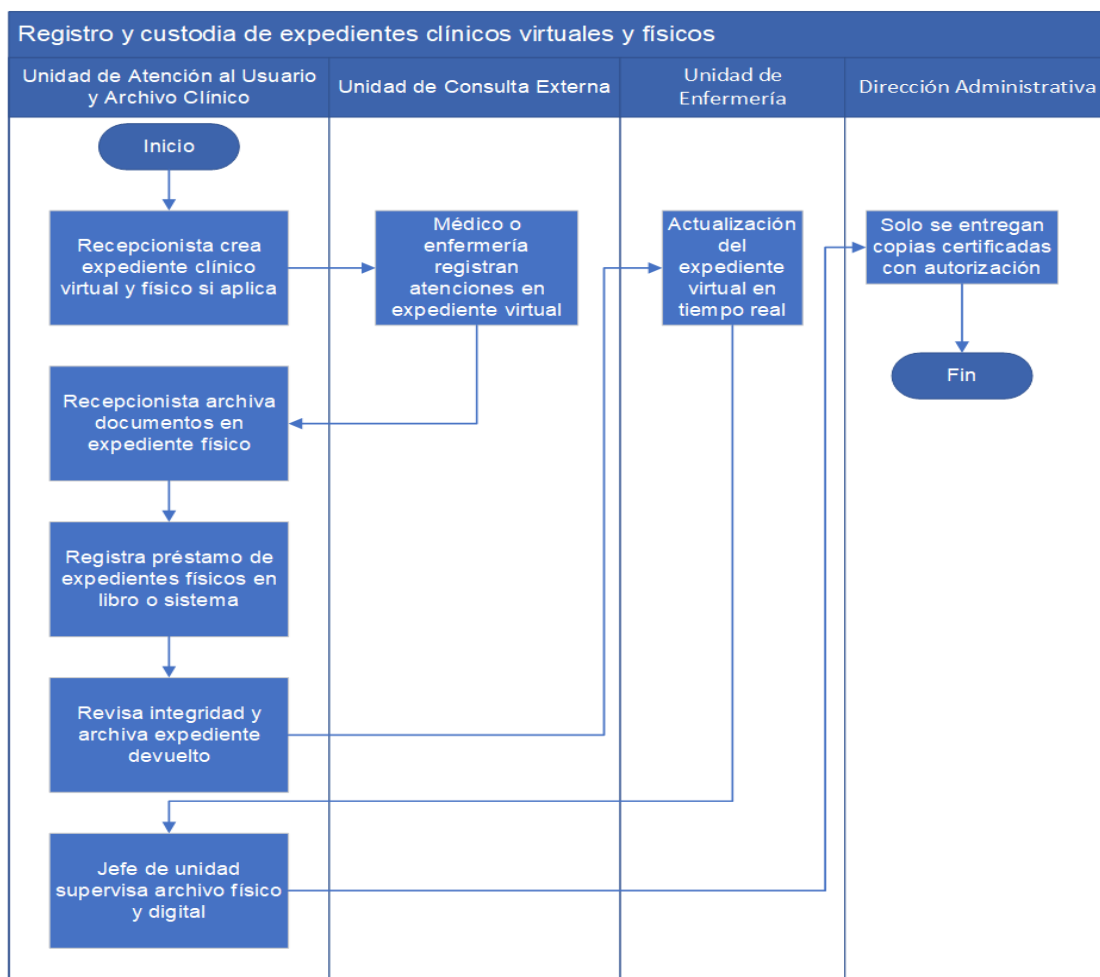 Registro y custodia de expedientes clínicos virtuales y físicos
Unidad de Atención al Usuario
y Archivo Clínico
Unidad de Consulta Externa
Unidad de
Enfermería
Dirección Administrativa
Inicio
Recepcionista crea
expediente clínico
virtual y físico si aplica
Médico o
enfermería
registran
atenciones en
expediente virtual
Actualización
del
expediente
virtual en
tiempo real
Solo se entregan
copias certificadas
con autorización
Fin
Recepcionista archiva
documentos en
expediente físico
Registra préstamo de
expedientes físicos en
libro o sistema
Revisa integridad y
archiva expediente
devuelto
Jefe de unidad
supervisa archivo físico
y digital